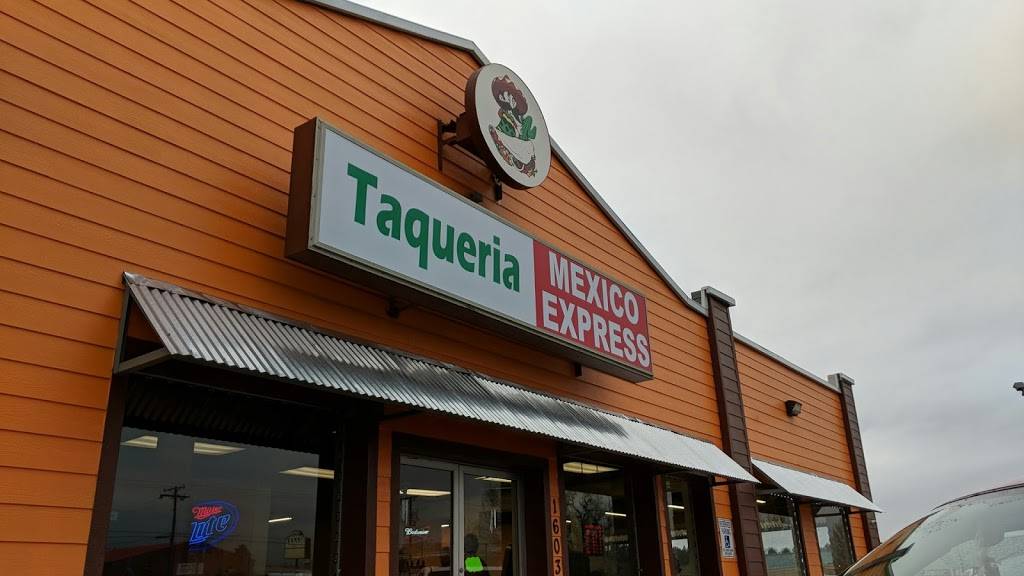 Taqueria
MEXICO
EXPRESS
Miller
Lite
1603